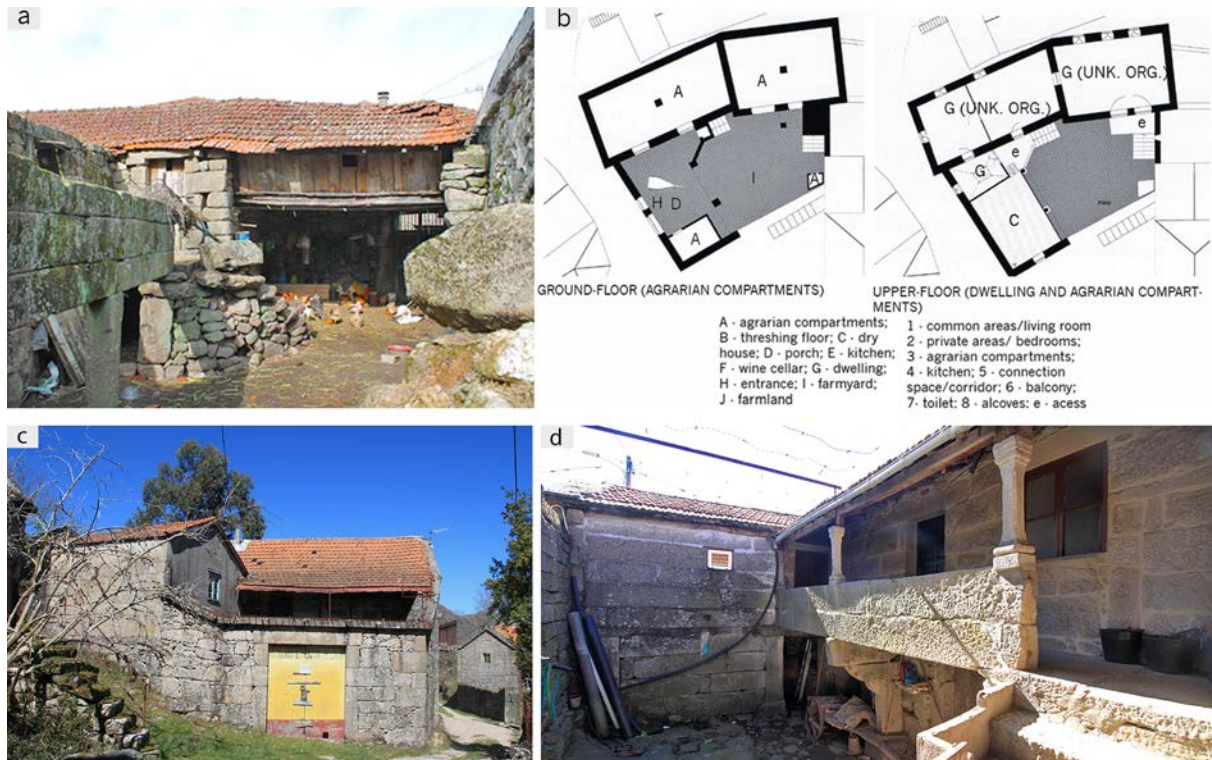 a
b
A
A
G (UNK. ORG.)
G (UNK. ORG.)
e
e
G
I
H
D
A
A
C
Pátio
GROUND-FLOOR (AGRARIAN COMPARTMENTS)
UPPER-FLOOR (DWELLING AND AGRARIAN COMPART-
MENTS)
A - agrarian compartments;
B - threshing floor; C - dry
house; D - porch; E - kitchen;
F - wine cellar; G - dwelling;
H - entrance; I - farmyard;
J - farmland
1 - common areas/living room
2 - private areas/ bedrooms;
3 - agrarian compartments;
4 - kitchen; 5 - connection
space/corridor; 6 - balcony;
7- toilet; 8 - alcoves; e - acess
c
d